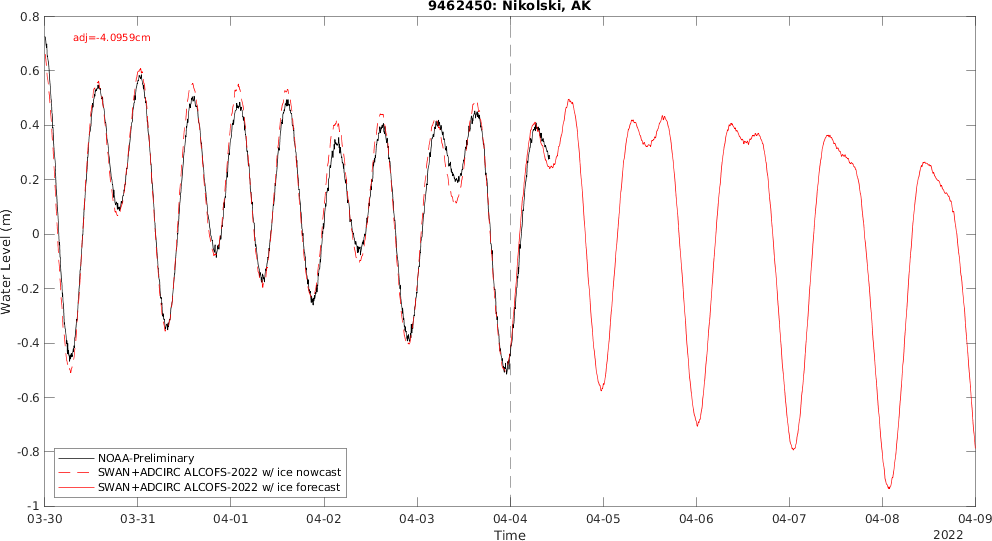 9462450: Nikolski, AK
adj=-4.0959cm
0.8
0.6
0.4
0.2
0
-0.2
-0.4
-0.6
-0.8
-1
Water Level (m)
NOAA-Preliminary
SWAN+ADCIRC ALCOFS-2022 w/ ice nowcast
SWAN+ADCIRC ALCOFS-2022 w/ ice forecast
03-30 03-31 04-01 04-02 04-03 04-04 04-05 04-06 04-07 04-08 04-09
Time
2022